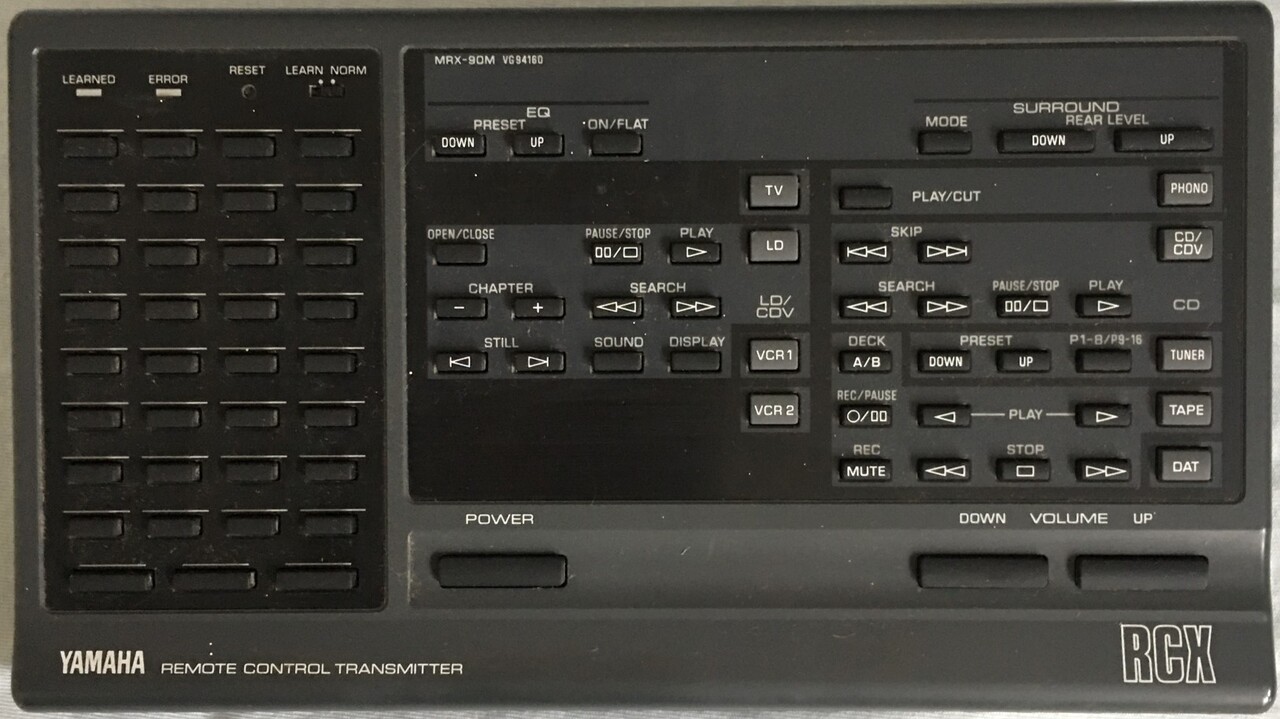 LEARNED ERROR RESET LEARN NORM
MRX-90M VG94160
EQ
PRESET ON/FLAT
DOWN UP
SURROUND
MODE REAR LEVEL
DOWN UP
TV
PLAY/CUT PHONO
OPEN/CLOSE PAUSE/STOP PLAY LD
SKIP CD/
CDV
CHAPTER SEARCH
- +
LD/
CDV
SEARCH PAUSE/STOP PLAY CD
STILL SOUND DISPLAY VCR 1
DECK PRESET P1-8/P9-16
A/B DOWN UP TUNER
VCR 2
REC/PAUSE
PLAY TAPE
REC STOP
MUTE DAT
POWER DOWN VOLUME UP
YAMAHA REMOTE CONTROL TRANSMITTER
RCX